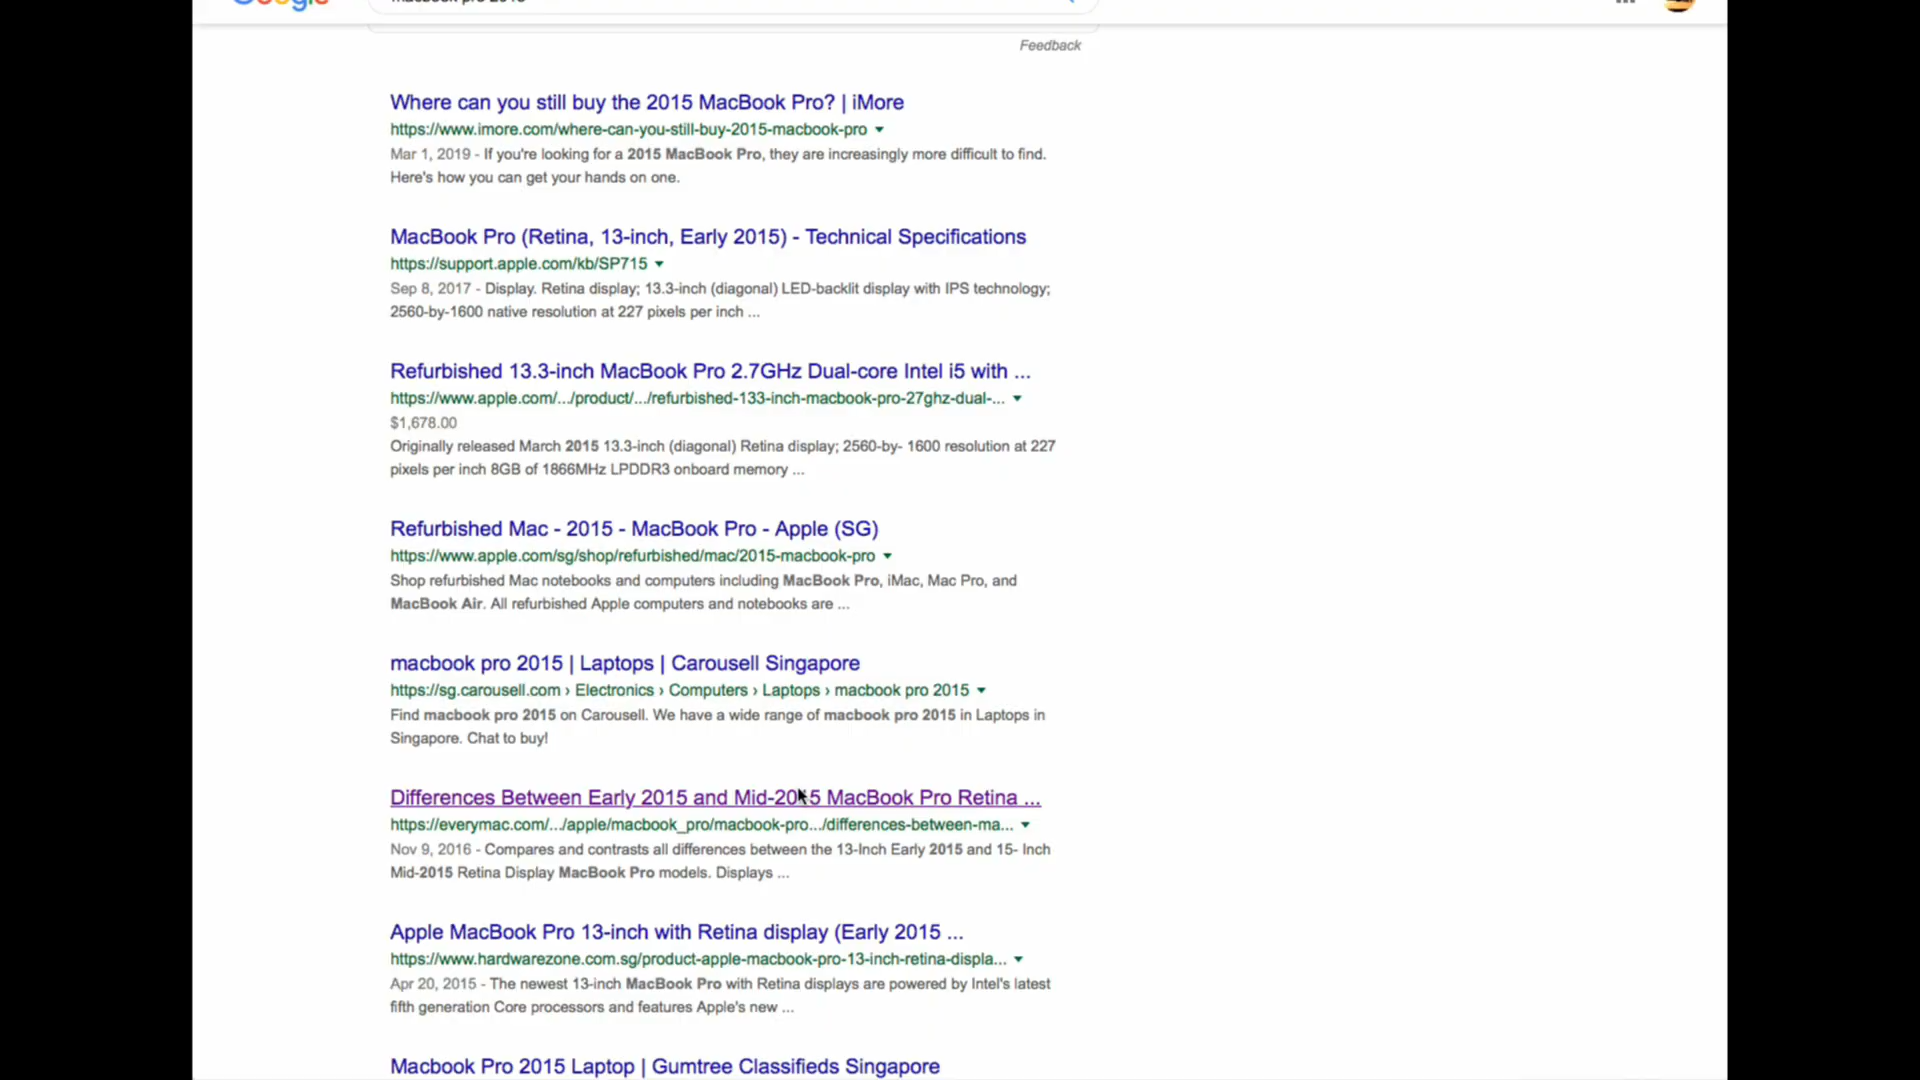 Google
macbook pro 2015
Feedback
Where can you still buy the 2015 MacBook Pro? | iMore
https://www.imore.com/where-can-you-still-buy-2015-macbook-pro
Mar 1, 2019 - If you're looking for a 2015 MacBook Pro, they are increasingly more difficult to find.
Here's how you can get your hands on one.
MacBook Pro (Retina, 13-inch, Early 2015) - Technical Specifications
https://support.apple.com/kb/SP715
Sep 8, 2017 - Display. Retina display; 13.3-inch (diagonal) LED-backlit display with IPS technology;
2560-by-1600 native resolution at 227 pixels per inch ...
Refurbished 13.3-inch MacBook Pro 2.7GHz Dual-core Intel i5 with ...
https://www.apple.com/.../product/.../refurbished-133-inch-macbook-pro-27ghz-dual-...
$1,678.00
Originally released March 2015 13.3-inch (diagonal) Retina display; 2560-by- 1600 resolution at 227
pixels per inch 8GB of 1866MHz LPDDR3 onboard memory ...
Refurbished Mac - 2015 - MacBook Pro - Apple (SG)
https://www.apple.com/sg/shop/refurbished/mac/2015-macbook-pro
Shop refurbished Mac notebooks and computers including MacBook Pro, iMac, Mac Pro, and
MacBook Air. All refurbished Apple computers and notebooks are ...
macbook pro 2015 | Laptops | Carousell Singapore
https://sg.carousell.com › Electronics › Computers › Laptops › macbook pro 2015
Find macbook pro 2015 on Carousell. We have a wide range of macbook pro 2015 in Laptops in
Singapore. Chat to buy!
Differences Between Early 2015 and Mid-2015 MacBook Pro Retina ...
https://everymac.com/.../apple/macbook_pro/macbook-pro.../differences-between-ma...
Nov 9, 2016 - Compares and contrasts all differences between the 13-Inch Early 2015 and 15- Inch
Mid-2015 Retina Display MacBook Pro models. Displays ...
Apple MacBook Pro 13-inch with Retina display (Early 2015 ...
https://www.hardwarezone.com.sg/product-apple-macbook-pro-13-inch-retina-displa...
Apr 20, 2015 - The newest 13-inch MacBook Pro with Retina displays are powered by Intel's latest
fifth generation Core processors and features Apple's new ...
Macbook Pro 2015 Laptop | Gumtree Classifieds Singapore